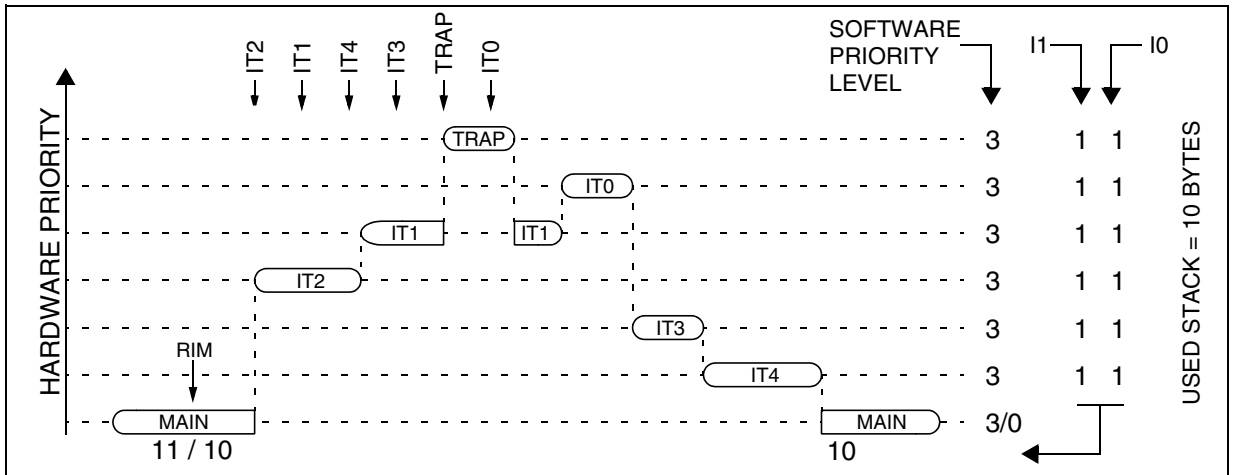 IT2
IT1
IT4
IT3
TRAP
IT0
SOFTWARE
PRIORITY
LEVEL
I1
I0
HARDWARE PRIORITY
TRAP
3
1 1
IT0
3
1 1
IT1
IT1
3
1 1
IT2
3
1 1
IT3
3
1 1
RIM
IT4
3
1 1
MAIN
MAIN
3/0
11 / 10
10
USED STACK = 10 BYTES